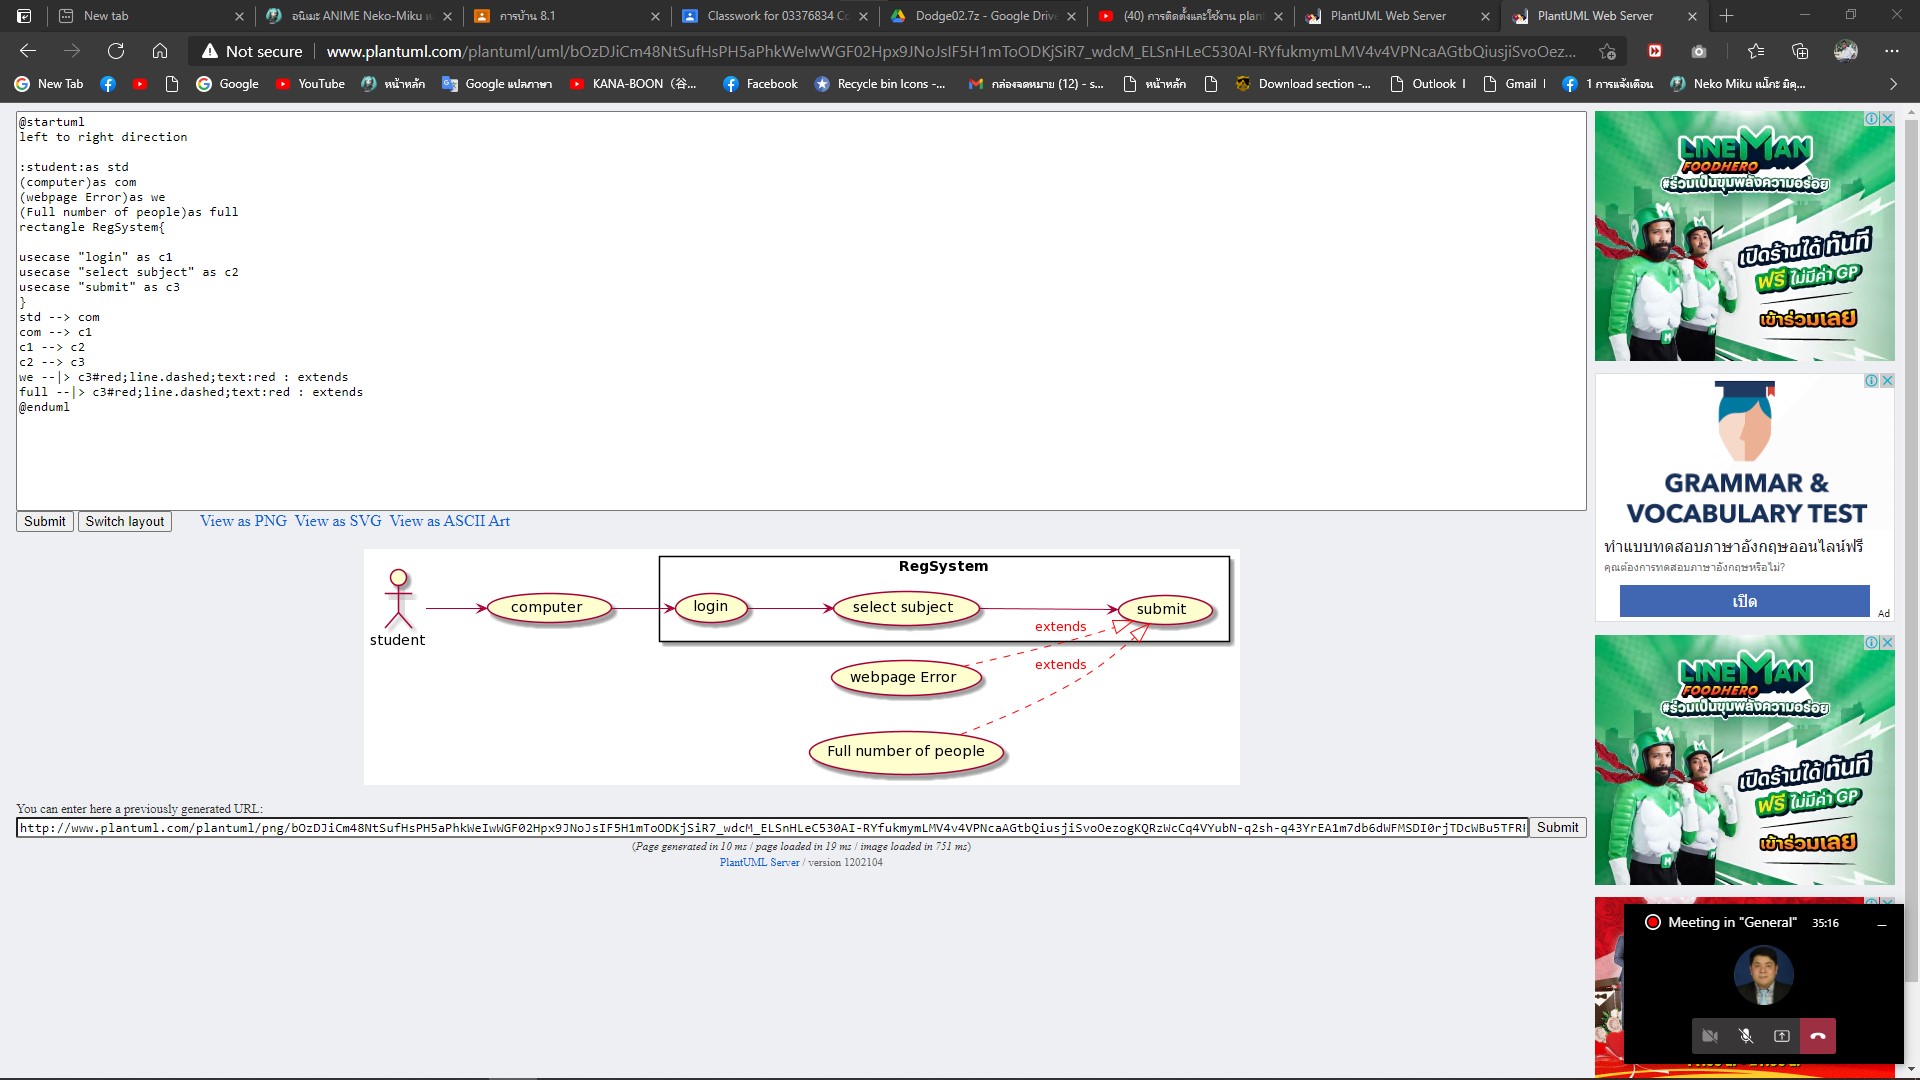 New tab
อนิเมะ ANIME Neko-Miku
การบ้าน 8.1
Classwork for 03376834 Co
Dodge02.7z - Google Drive
(40) การติดตั้งและใช้งาน plant
PlantUML Web Server
PlantUML Web Server
Not secure
www.plantuml.com/plantuml/uml/bOzDJiCm48NtSufHsPH5aPhkWeIwWGF02Hpx9JNoJsIF5H1mToODKjSiR7_wdcM_ELSnHLeC530AI-RYfukmymLMV4v4VPNcaAGtbQiusjiSvoOez...
New Tab
Google
YouTube
หน้าหลัก
Google แปลภาษา
KANA-BOON (谷...
Facebook
Recycle bin Icons -...
กล่องจดหมาย (12) - s...
หน้าหลัก
Download section -...
Outlook
Gmail
1 การแจ้งเตือน
Neko Miku เนโกะ มิคุ...
@startuml
left to right direction
:student:as std
(computer)as com
(webpage Error)as we
(Full number of people)as full
rectangle RegSystem{
usecase "login" as c1
usecase "select subject" as c2
usecase "submit" as c3
}
std --> com
com --> c1
c1 --> c2
c2 --> c3
we --|> c3#red;line.dashed;text:red : extends
full --|> c3#red;line.dashed;text:red : extends
@enduml
Submit
Switch layout
View as PNG
View as SVG
View as ASCII Art
RegSystem
student
computer
login
select subject
submit
extends
extends
webpage Error
Full number of people
You can enter here a previously generated URL:
http://www.plantuml.com/plantuml/png/bOzDJiCm48NtSufHsPH5aPhkWeIwWGF02Hpx9JNoJsIF5H1mToODKjSiR7_wdcM_ELSnHLeC530AI-RYfukmymLMV4v4VPNcaAGtbQiusjiSvoOezogKQRzWcCq4VYubN-q2sh-q43YrEA1m7db6dWFMSDI0rjTDcWBu5TFR
Submit
(Page generated in 10 ms / page loaded in 19 ms / image loaded in 751 ms)
PlantUML Server / version 1202104
LINE MAN
FOODHERO
#ร่วมเป็นขุมพลังความอร่อย
เปิดร้านได้ทันที
ฟรี ไม่มีค่า GP
เข้าร่วมเลย
GRAMMAR &
VOCABULARY TEST
ทำแบบทดสอบภาษาอังกฤษออนไลน์ฟรี
คุณต้องการทดสอบภาษาอังกฤษหรือไม่?
เปิด
Ad
LINE MAN
FOODHERO
#ร่วมเป็นขุมพลังความอร่อย
เปิดร้านได้ทันที
ฟรี ไม่มีค่า GP
เข้าร่วมเลย
Meeting in "General"
35:16